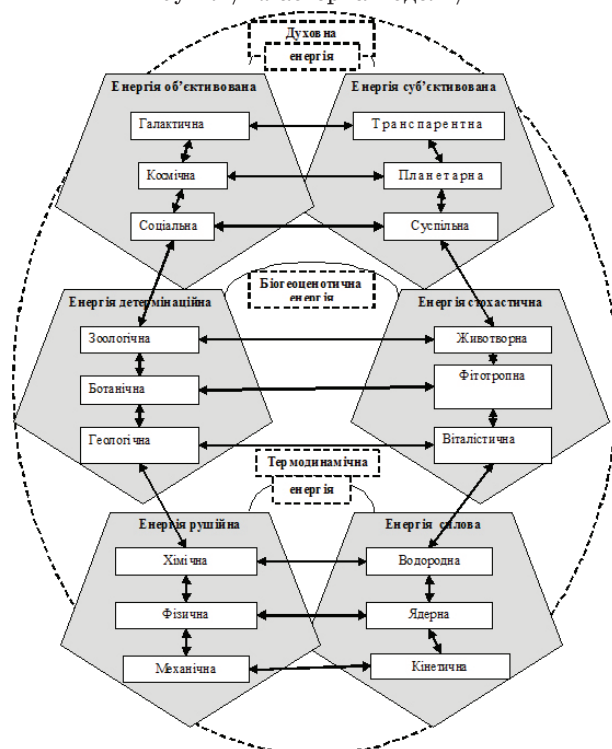 Духовна
енергія
Енергія об’єктивована
Енергія суб’єктивована
Галактична
Транспарентна
Космічна
Планетарна
Соціальна
Суспільна
Біогеоценотична
енергія
Енергія детермінаційна
Енергія стохастична
Зоологічна
Животворна
Ботанічна
Фітотропна
Геологічна
Віталістична
Термодинамічна
енергія
Енергія рушійна
Енергія силова
Хімічна
Водородна
Фізична
Ядерна
Механічна
Кінетична